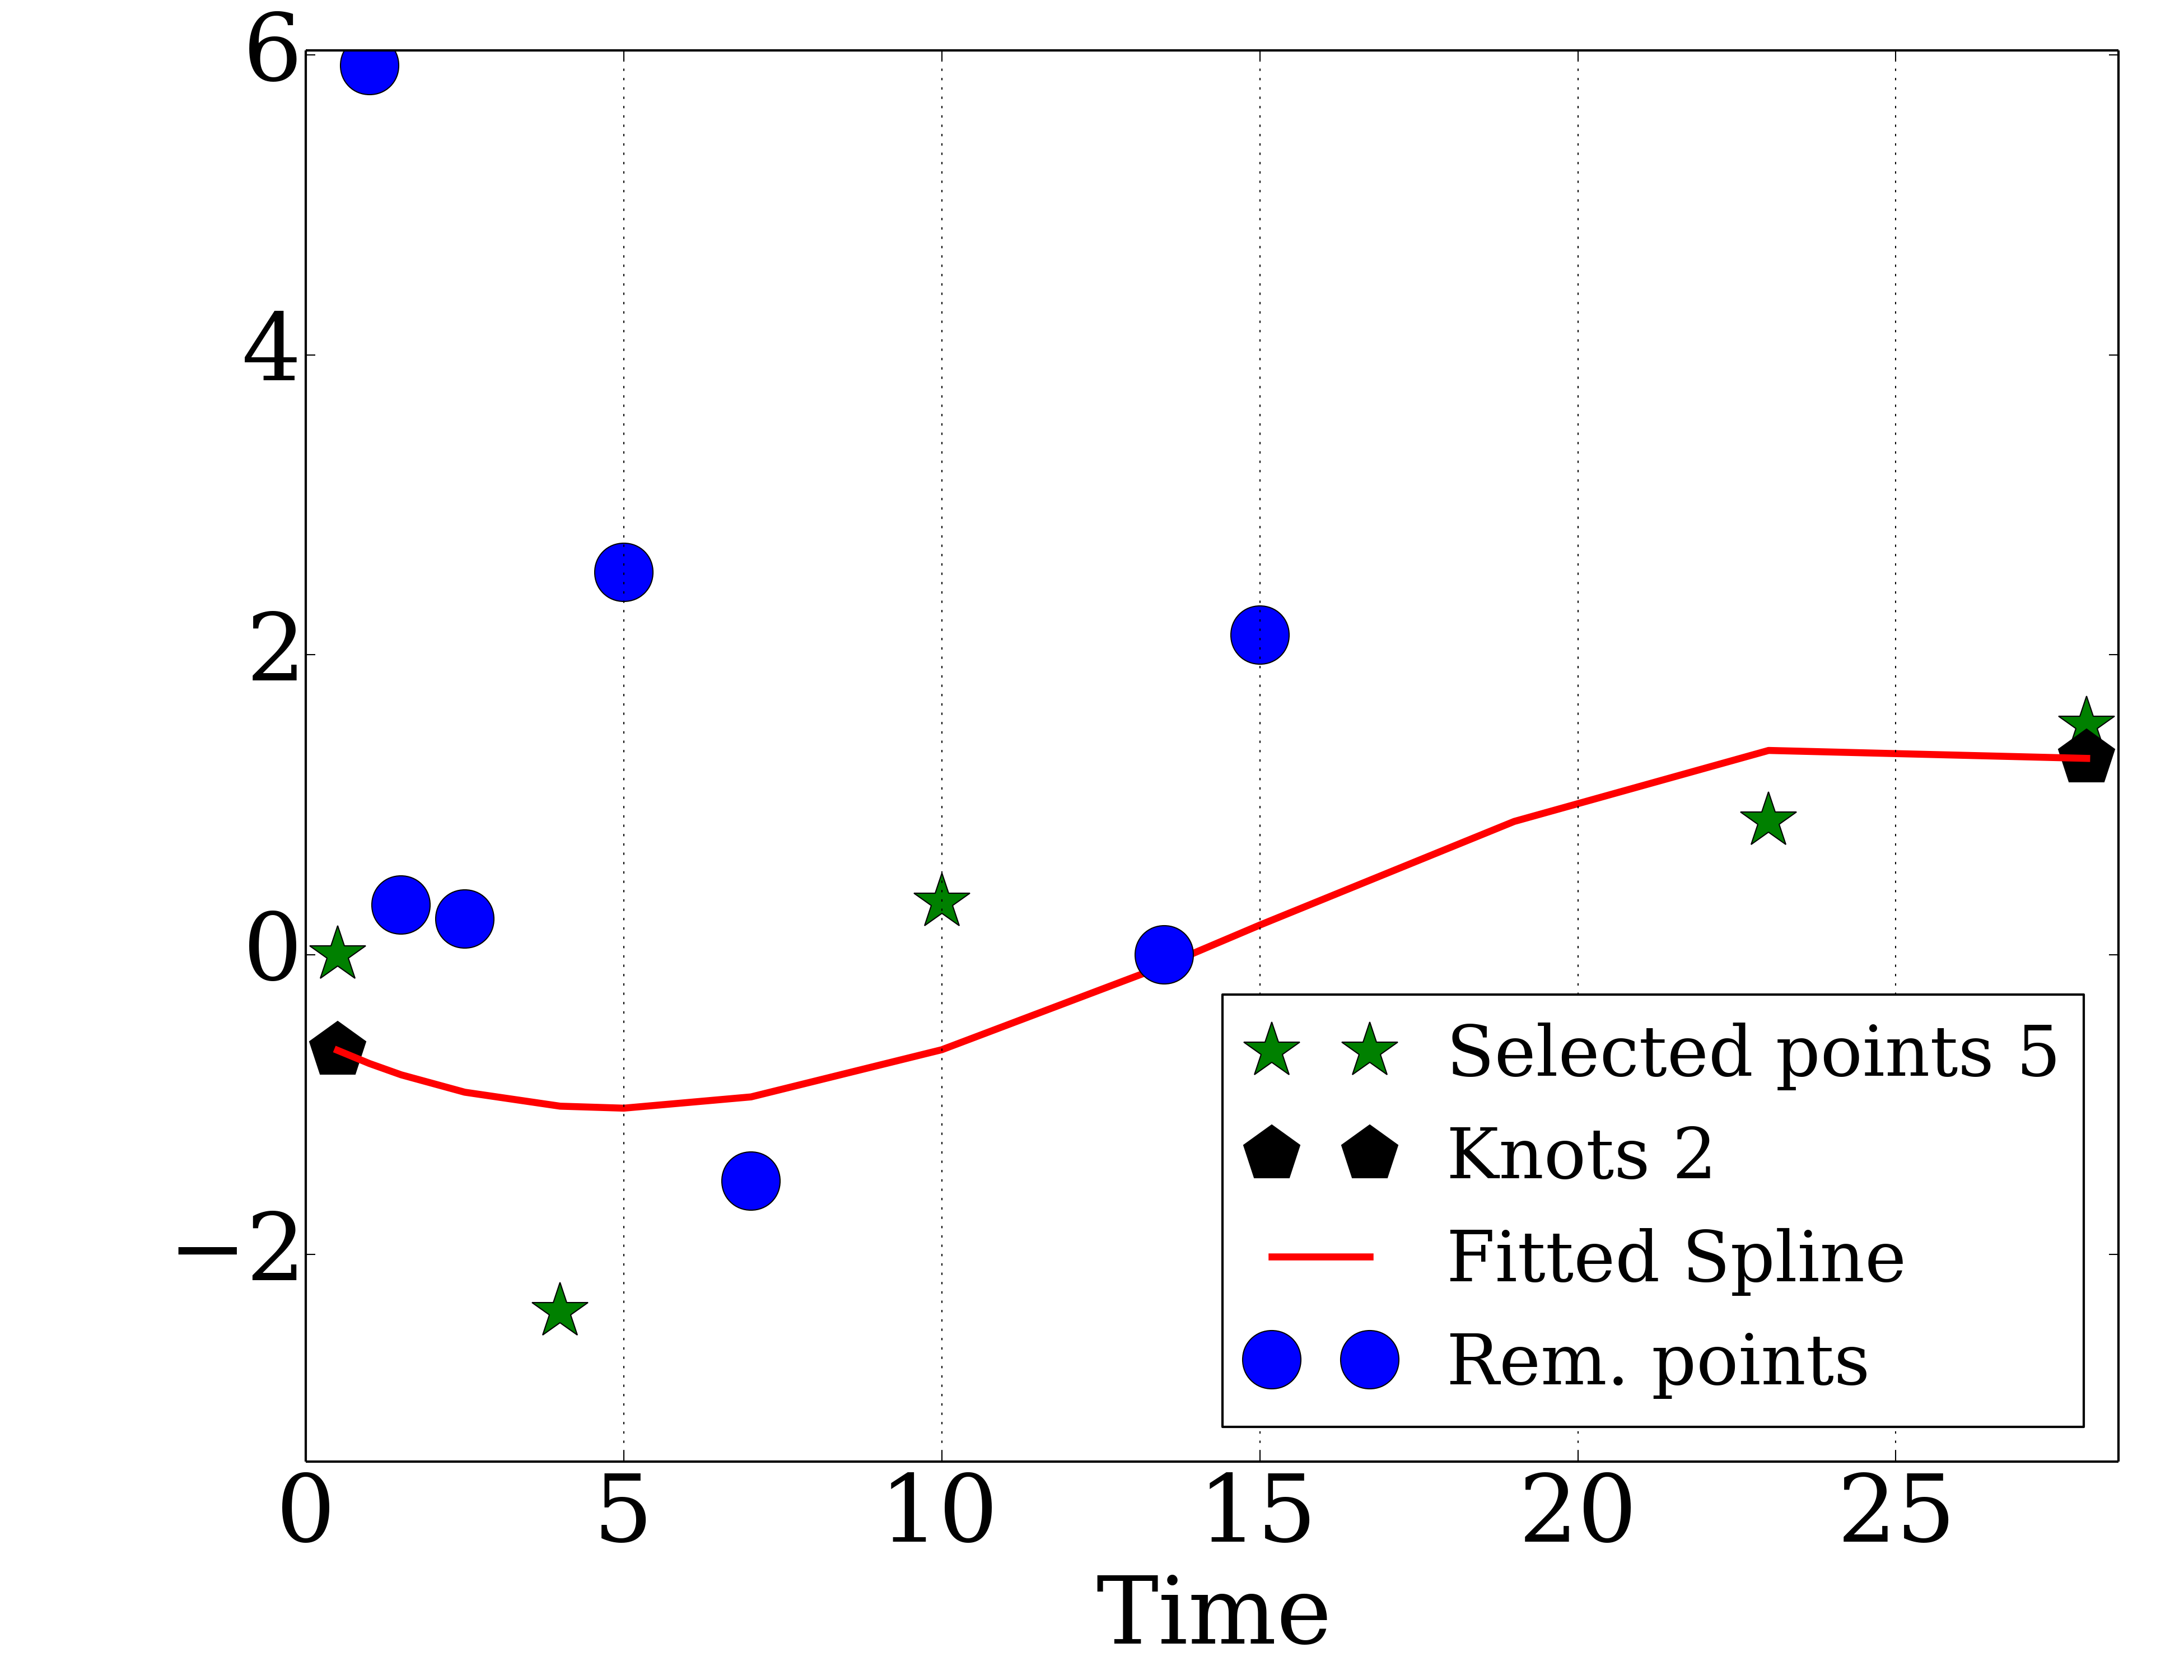 6
4
2
0
−2
Selected points 5
Knots 2
Fitted Spline
Rem. points
0 5 10 15 20 25
Time